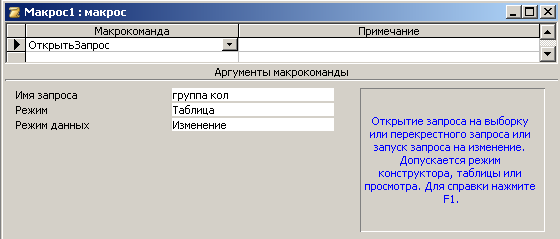 Макрос1 : макрос
Макрокоманда Примечание
ОткрытьЗапрос
Аргументы макрокоманды
Имя запроса группа кол
Режим Таблица
Режим данных Изменение
Открытие запроса на выборку
или перекрестного запроса или
запуск запроса на изменение.
Допускается режим
конструктора, таблицы или
просмотра. Для справки нажмите
F1.